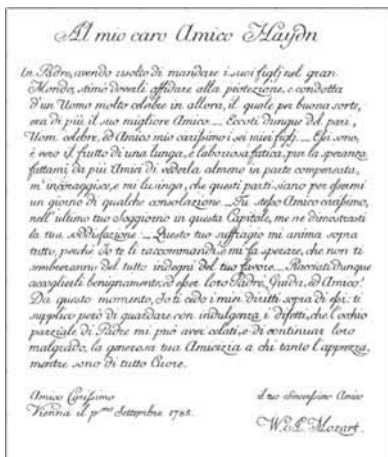 Al mio caro Amico Haydn
Un Padre, avendo risolto di mandare i suoi figlj nel gran
Mondo, stimò doverli affidare alla protezione, e condotta
d'un Uomo molto celebre in allora, il quale per buona sorte,
era di più il suo migliore Amico. — Eccoti dunque del pari,
Uom celebre, ed Amico mio carissimo i sei miei figlj. — Essi sono,
è vero il frutto di una lunga, e laboriosa fatica, pur la speranza
fattami da più Amici di vederla almeno in parte compensata,
m'incoraggisce, e mi lusinga, che questi parti siano per essermi
un giorno di qualche consolazione. — Tu stesso Amico carissimo,
nell'ultimo tuo Soggiorno in questa Capitale, me ne dimostrasti
la tua soddisfazione. — Questo tuo suffragio mi anima sopra
tutto, perchè Io te li raccommandi, e mi fa sperare, che non ti
sembreranno del tutto indegni del tuo favore. — Piacciati dunque
accoglierli benignamente; ed esser loro Padre, Guida, ed Amico!
Da questo momento, Io ti cedo i miei diritti sopra di essi: ti
supplico però di guardare con indulgenza i difetti, che l'occhio
parziale di Padre mi può aver celati, e di continuar loro
malgrado, la generosa tua Amicizia a chi tanto l'apprezza,
mentre sono di tutto Cuore.
Amico Carissimo
Vienna il p.mo Settembre 1785.
il tuo Sincerissimo Amico
W. A. Mozart.